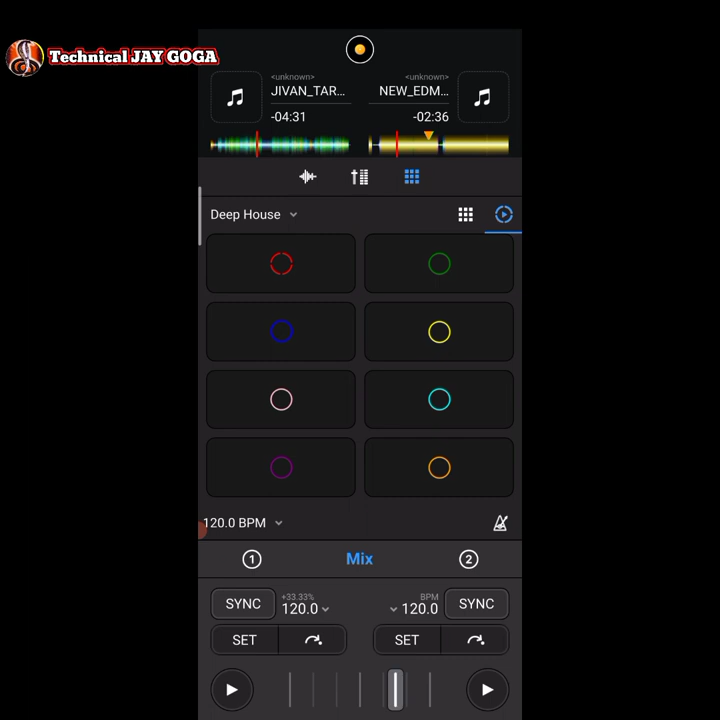 Technical JAY GOGA
<unknown>
JIVAN_TAR...
-04:31
<unknown>
NEW_EDM...
-02:36
Deep House
120.0 BPM
1
Mix
2
SYNC
+33.33%
120.0
BPM
120.0
SYNC
SET
SET